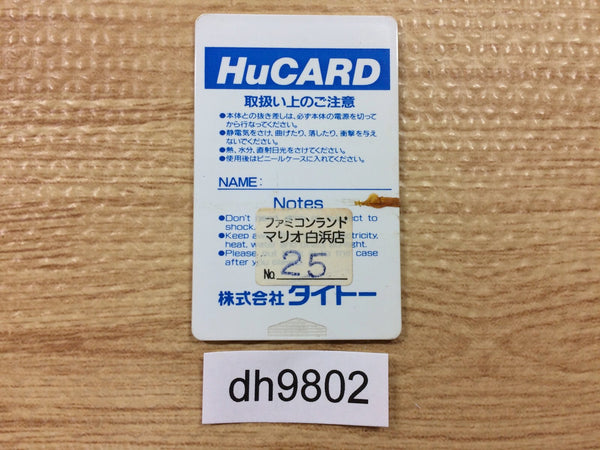 HuCARD
取扱い上のご注意
●本体との抜き差しは、必ず本体の電源を切って
から行なってください。
●静電気をさけ、曲げたり、落したり、衝撃を与え
ないでください。
●熱、水分、直射日光をさけてください。
●使用後はビニールケースに入れてください。
NAME:
Notes
●Don't ct to
shock.
●Keep tricity,
heat, ght.
●Please case
after y
ファミコンランド
マリオ白浜店
No. 25
株式会社タイトー
dh9802